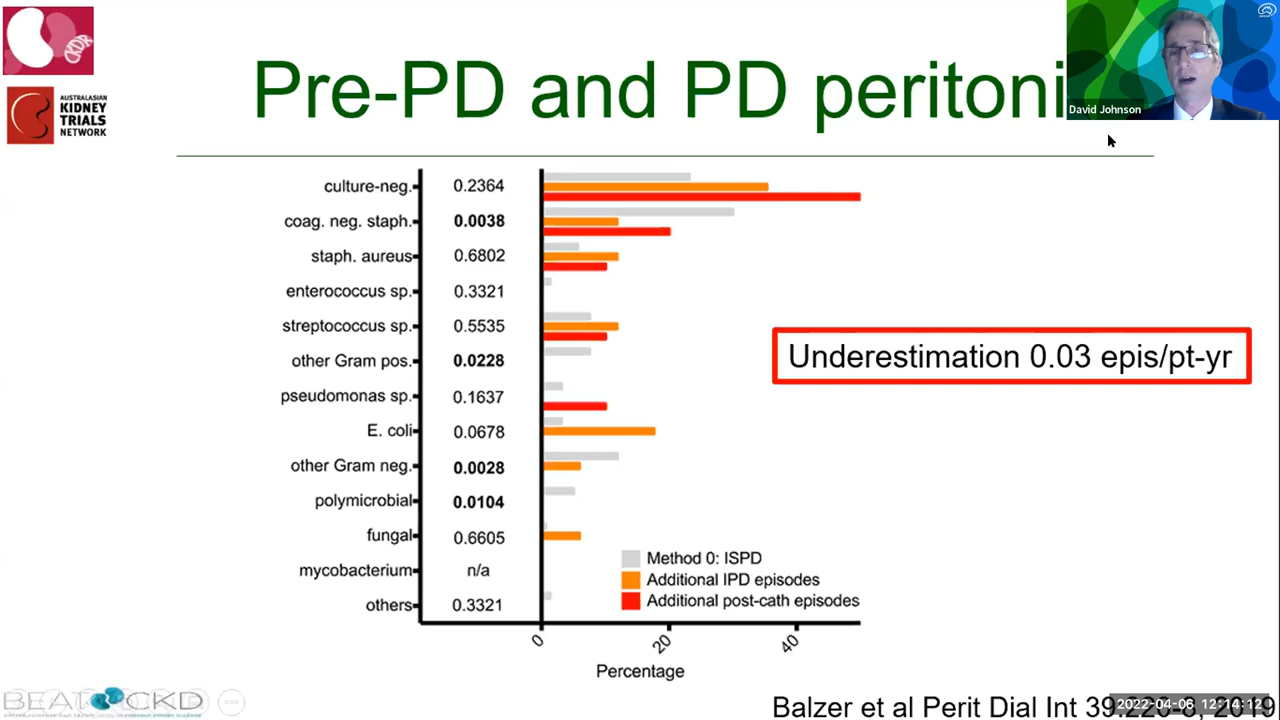 CKDR
AUSTRALASIAN
KIDNEY
TRIALS
NETWORK
Pre-PD and PD peritoni
David Johnson
culture-neg. 0.2364
coag. neg. staph. 0.0038
staph. aureus 0.6802
enterococcus sp. 0.3321
streptococcus sp. 0.5535
other Gram pos. 0.0228
pseudomonas sp. 0.1637
E. coli 0.0678
other Gram neg. 0.0028
polymicrobial 0.0104
fungal 0.6605
mycobacterium n/a
others 0.3321
Underestimation 0.03 epis/pt-yr
Method 0: ISPD
Additional IPD episodes
Additional post-cath episodes
0 20 40
Percentage
BEAT CKD
Balzer et al Perit Dial Int 39: 2019
2022-04-06 12:14:12